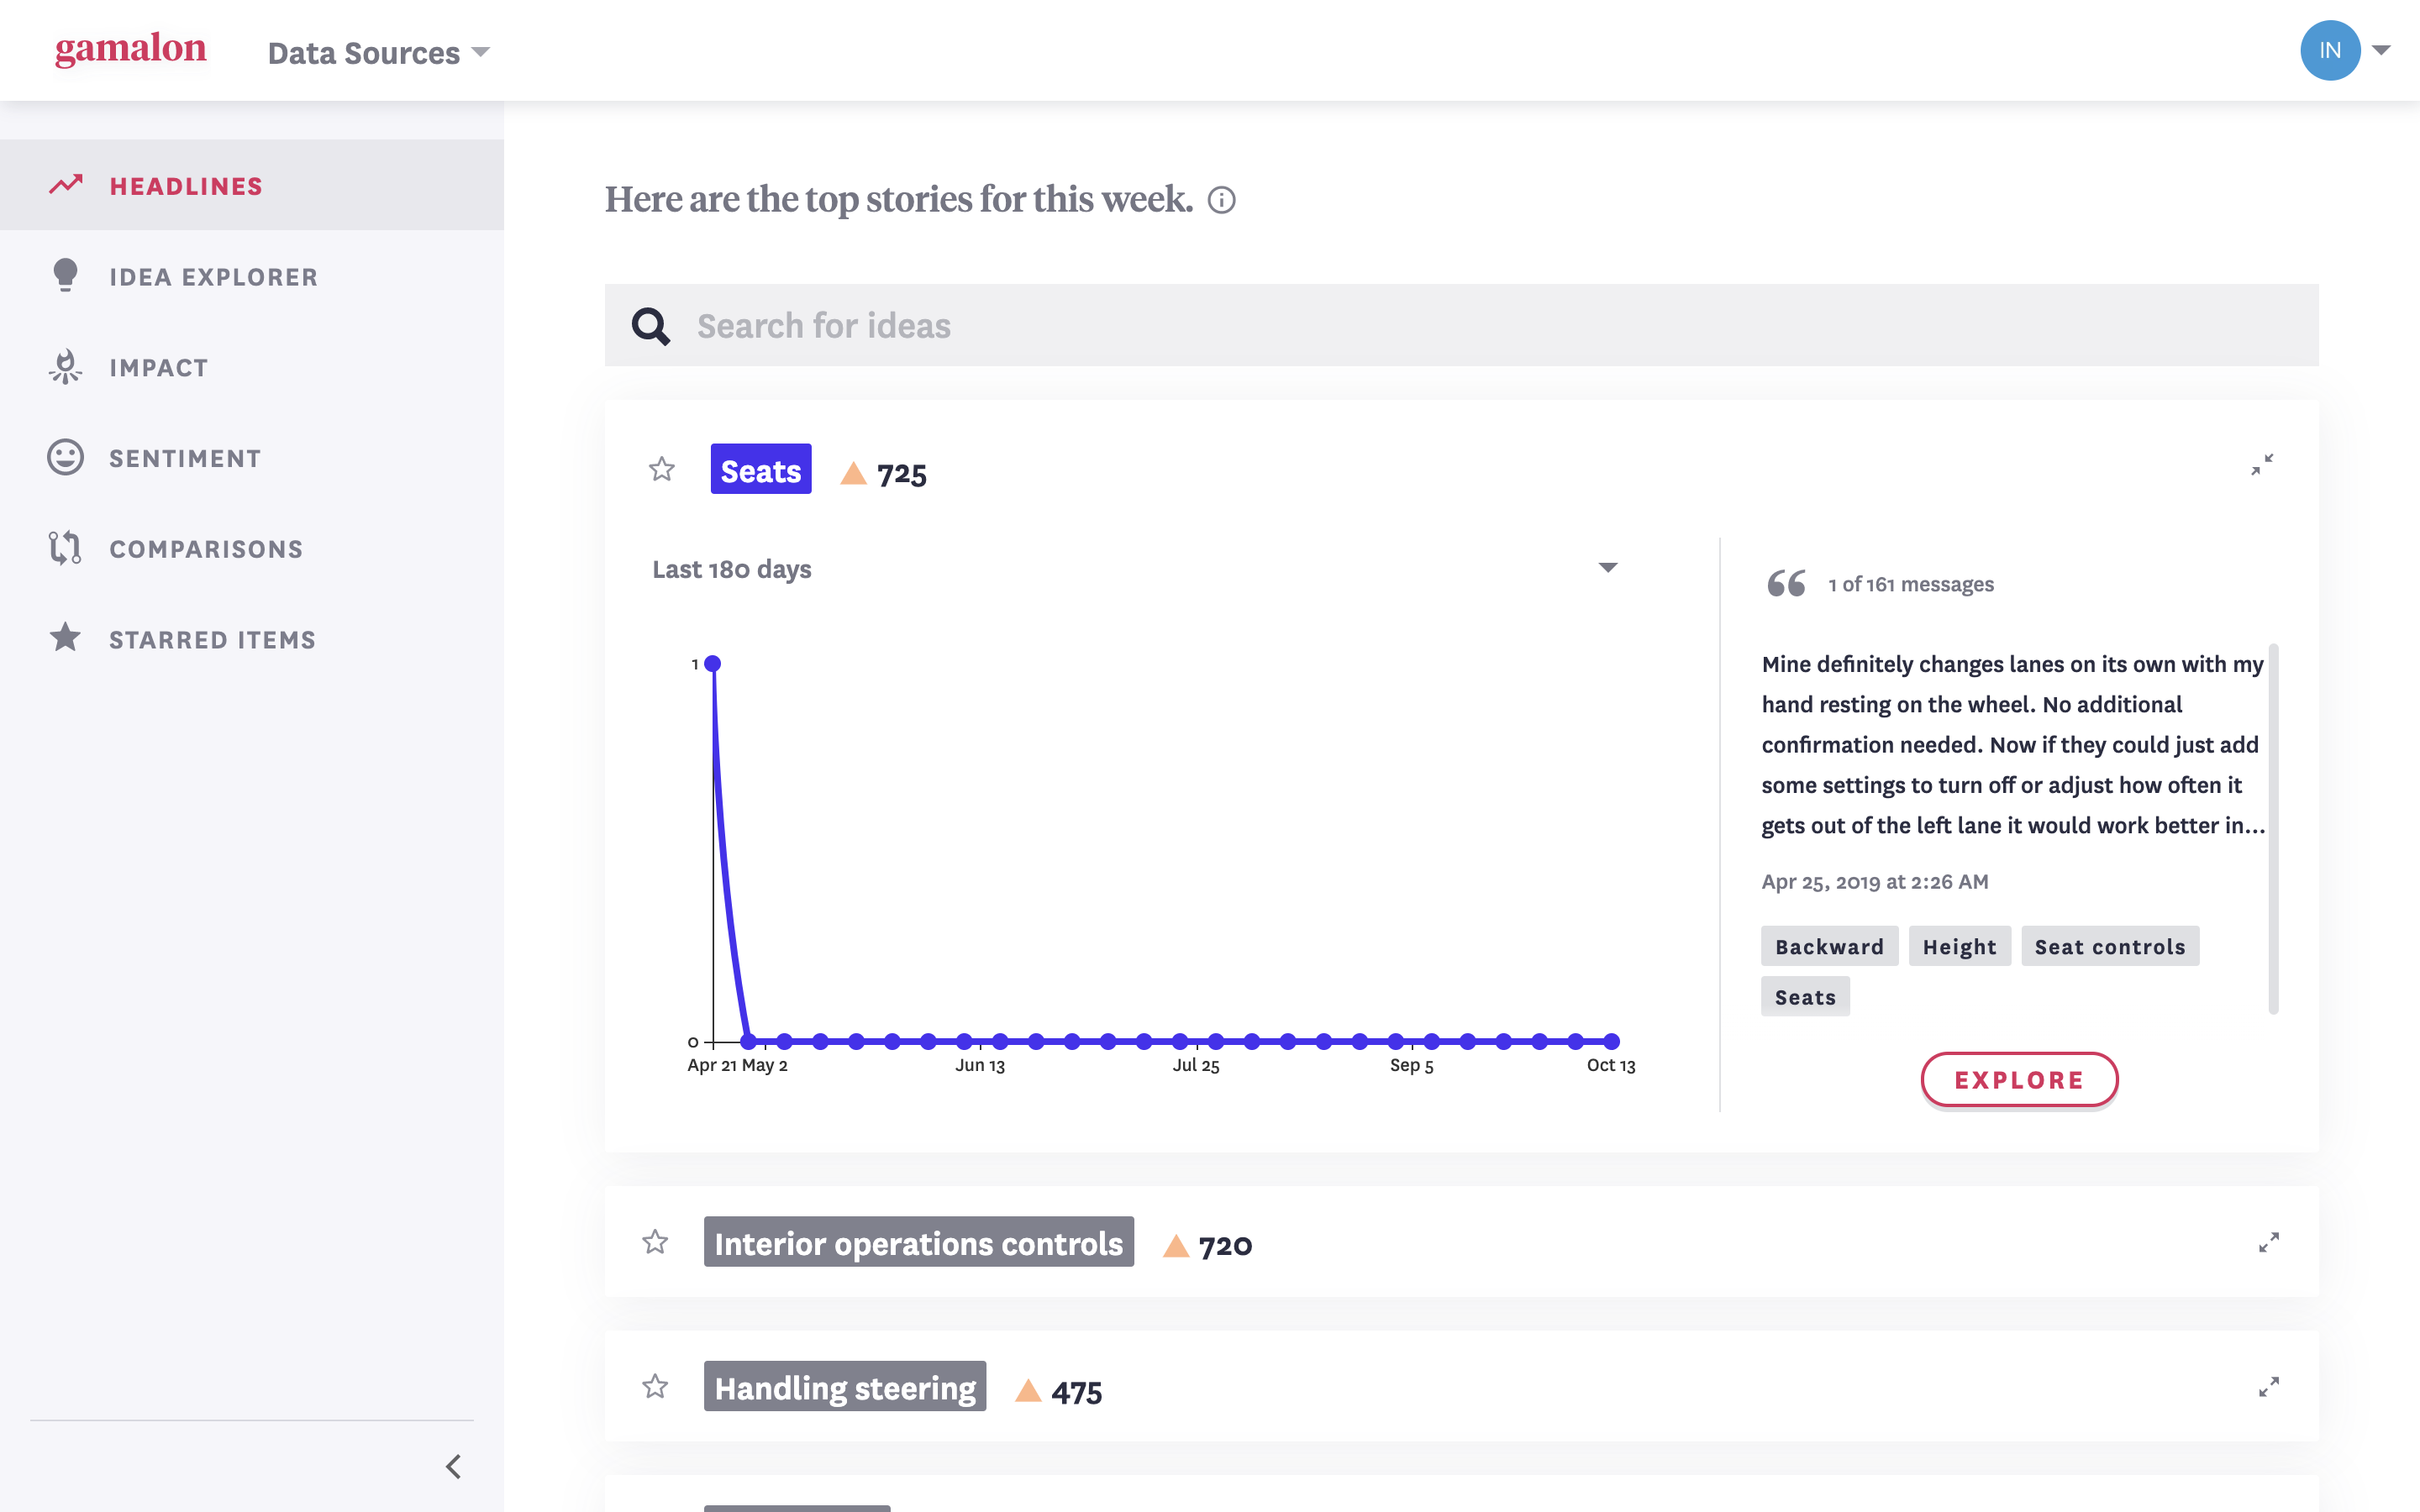 gamalon
Data Sources
IN
HEADLINES
IDEA EXPLORER
IMPACT
SENTIMENT
COMPARISONS
STARRED ITEMS
Here are the top stories for this week.
Search for ideas
Seats 725
Last 180 days
1
0
Apr 21 May 2 Jun 13 Jul 25 Sep 5 Oct 13
1 of 161 messages
Mine definitely changes lanes on its own with my
hand resting on the wheel. No additional
confirmation needed. Now if they could just add
some settings to turn off or adjust how often it
gets out of the left lane it would work better in...
Apr 25, 2019 at 2:26 AM
Backward Height Seat controls
Seats
EXPLORE
Interior operations controls 720
Handling steering 475